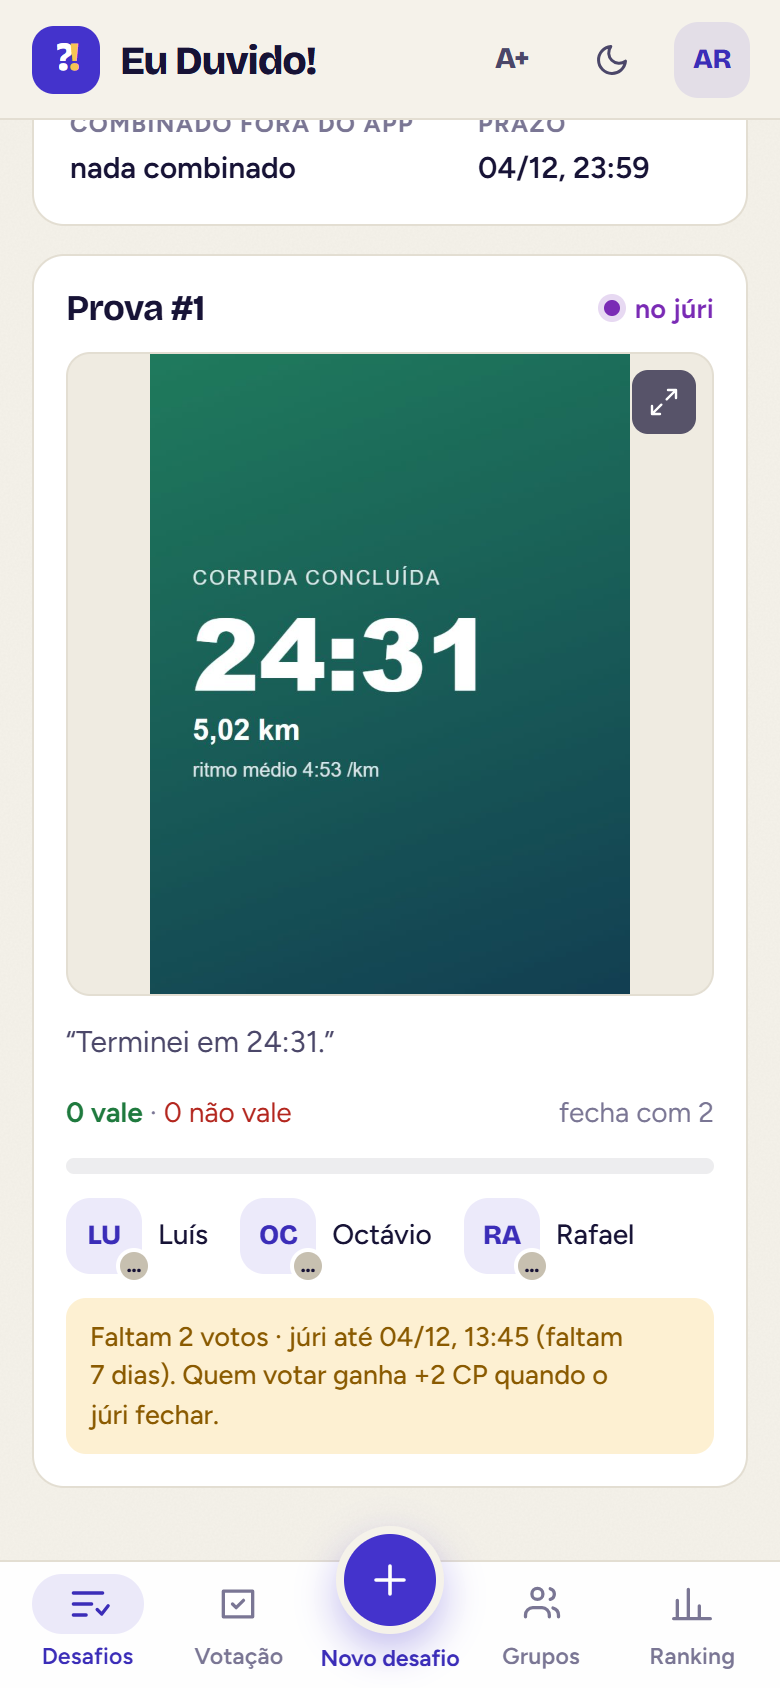 ?!
Eu Duvido!
A+
AR
COMBINADO FORA DO APP
PRAZO
nada combinado
04/12, 23:59
Prova #1
no júri
CORRIDA CONCLUÍDA
24:31
5,02 km
ritmo médio 4:53 /km
“Terminei em 24:31.”
0 vale · 0 não vale
fecha com 2
LU
...
Luís
OC
...
Octávio
RA
...
Rafael
Faltam 2 votos · júri até 04/12, 13:45 (faltam
7 dias). Quem votar ganha +2 CP quando o
júri fechar.
Desafios
Votação
Novo desafio
Grupos
Ranking